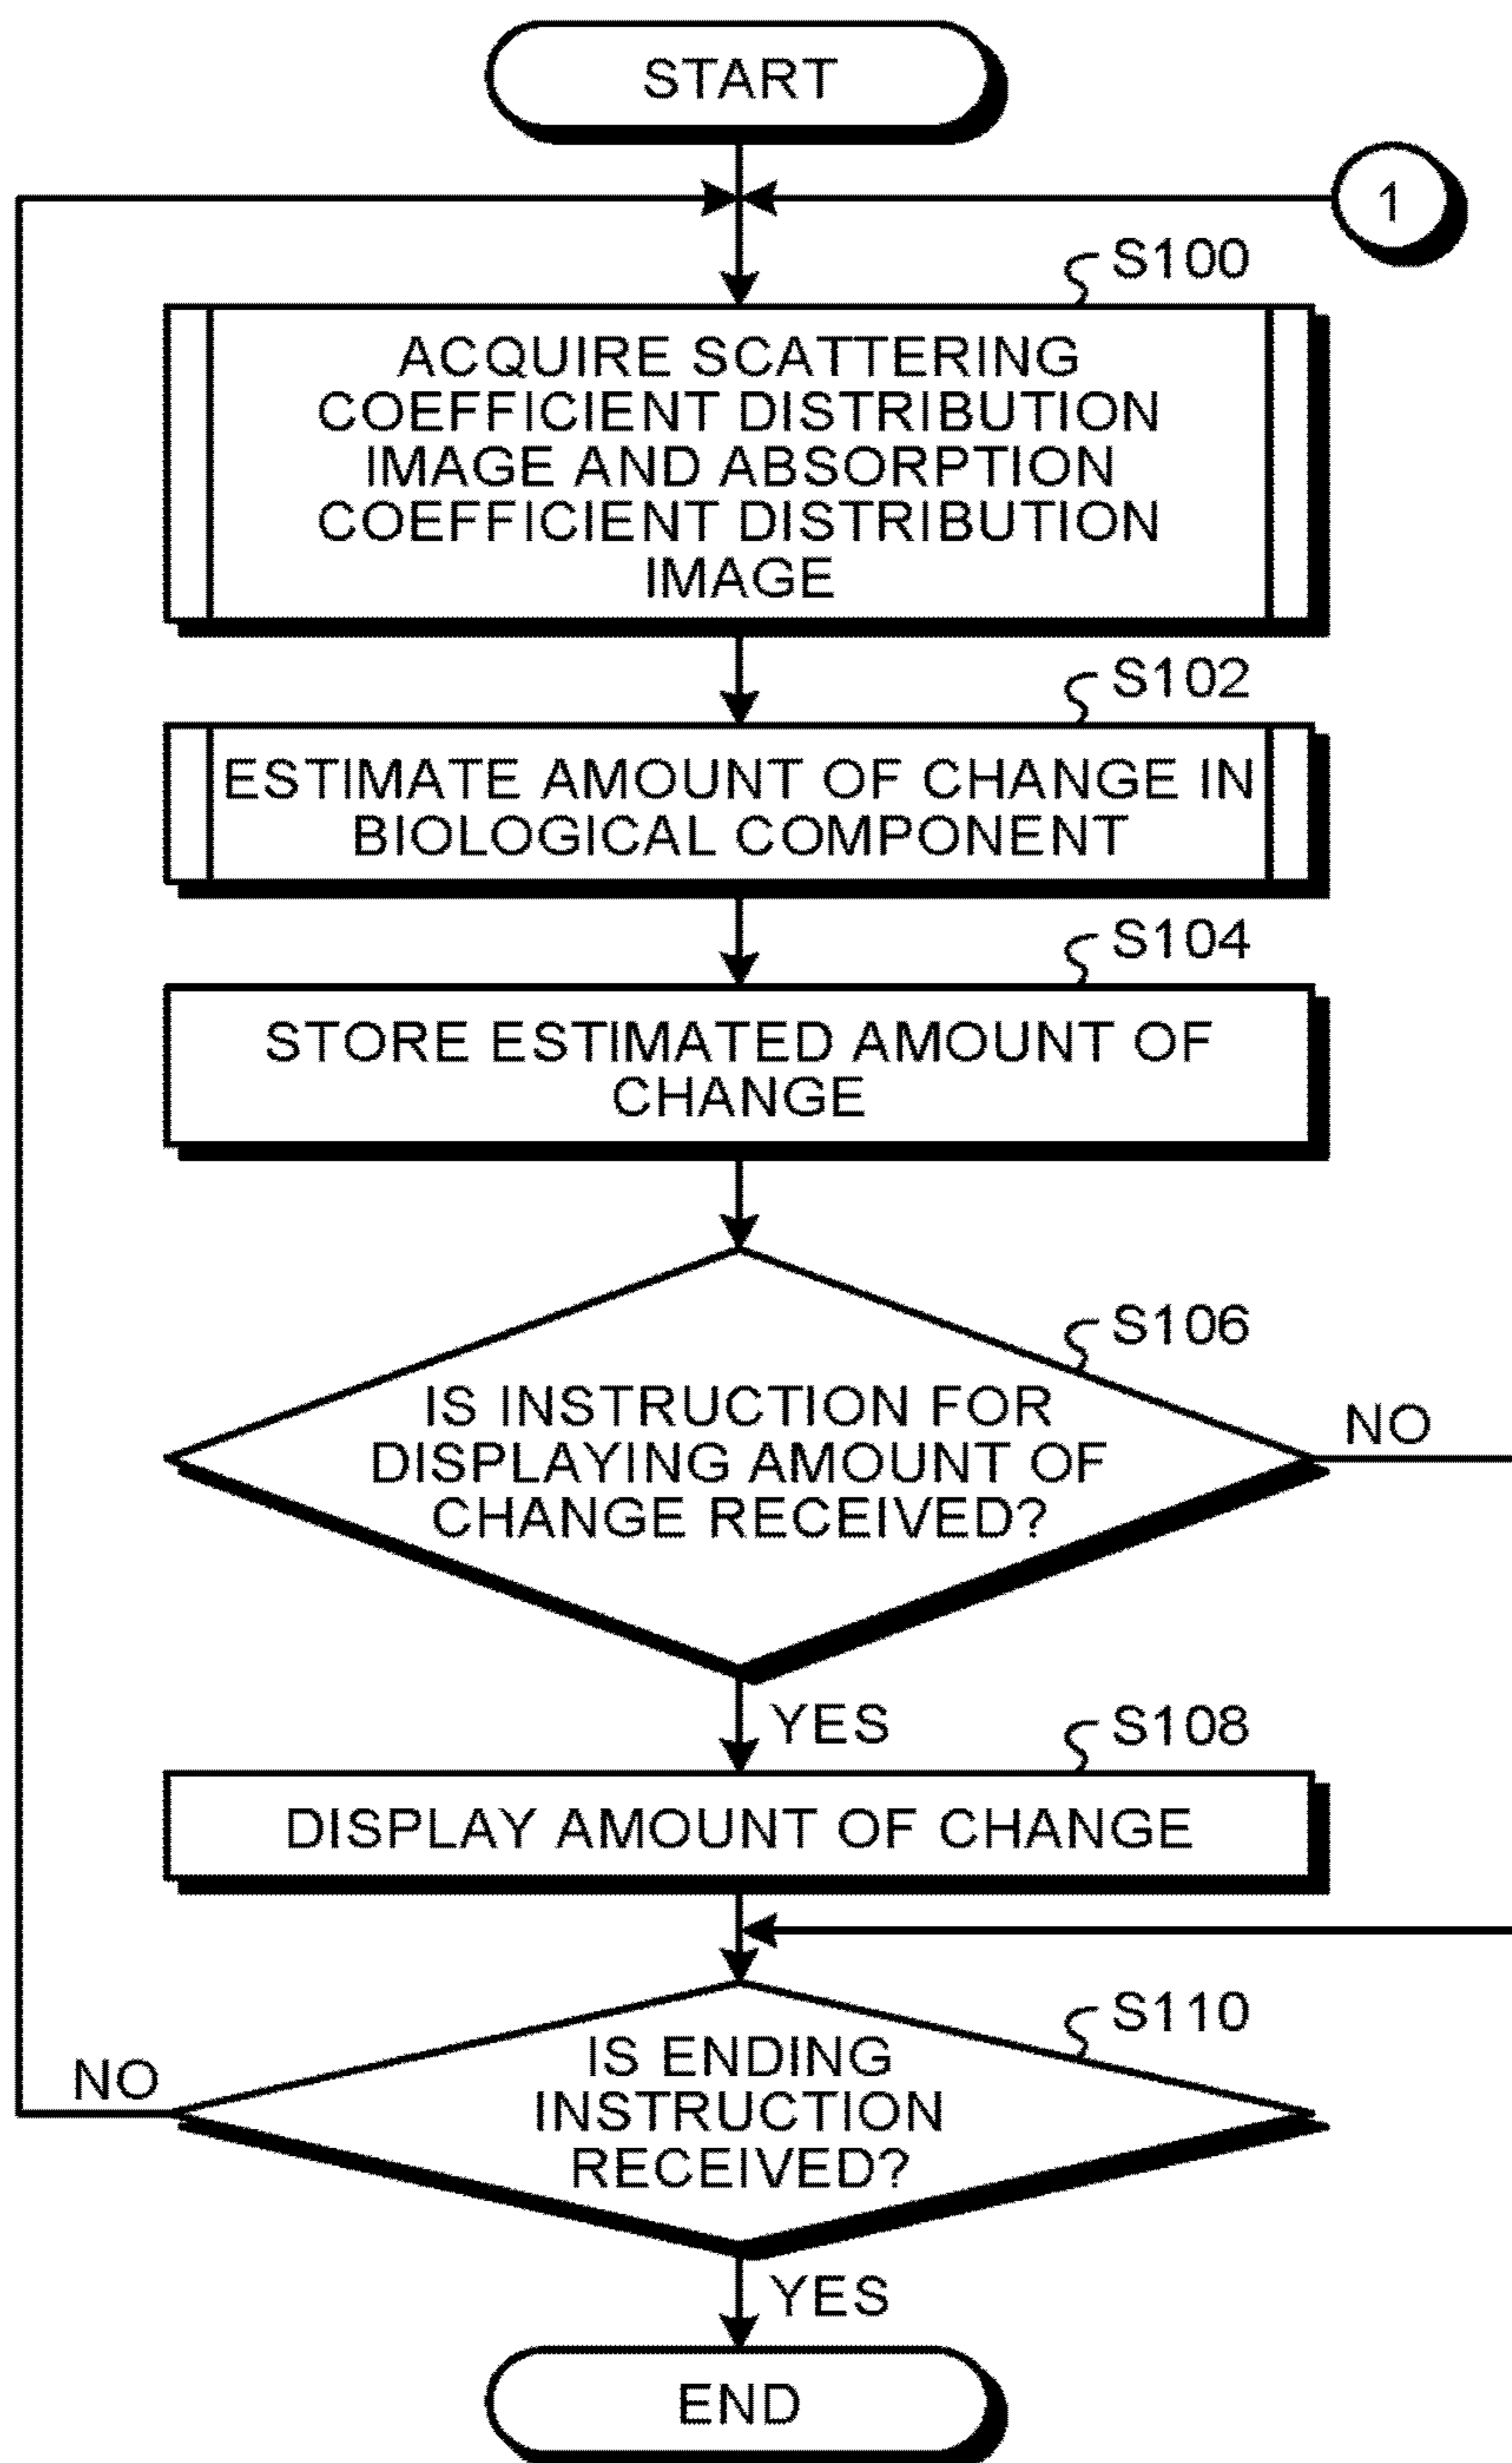 START
1
S100
ACQUIRE SCATTERING
COEFFICIENT DISTRIBUTION
IMAGE AND ABSORPTION
COEFFICIENT DISTRIBUTION
IMAGE
S102
ESTIMATE AMOUNT OF CHANGE IN
BIOLOGICAL COMPONENT
S104
STORE ESTIMATED AMOUNT OF
CHANGE
S106
IS INSTRUCTION FOR
DISPLAYING AMOUNT OF
CHANGE RECEIVED?
NO
YES
S108
DISPLAY AMOUNT OF CHANGE
S110
IS ENDING
INSTRUCTION
RECEIVED?
NO
YES
END